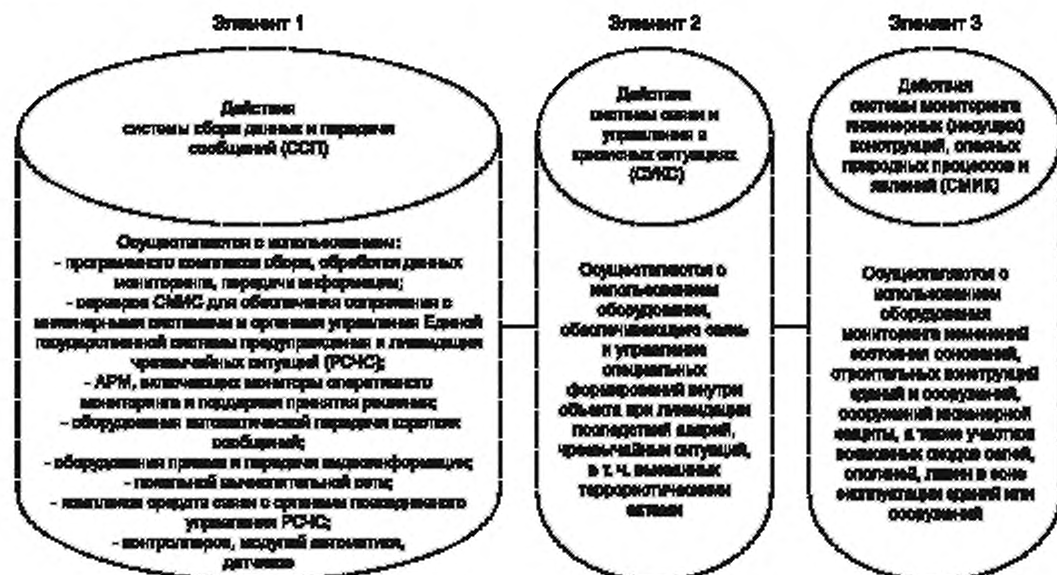 Элемент 1
Действия
системы сбора данных и передачи
сообщений (ССП)
Осуществляются с использованием:
- программного комплекса сбора, обработки данных
мониторинга, передачи информации;
- серверов СМИС для обеспечения сопряжения с
инженерными системами и органами управления Единой
государственной системы предупреждения и ликвидации
чрезвычайных ситуаций (РСЧС);
- АРМ, включающих мониторы оперативного
мониторинга и поддержки принятия решения;
- оборудования автоматической передачи коротких
сообщений;
- оборудования приема и передачи видеоинформации;
- локальной вычислительной сети;
- комплекса средств связи с органами повседневного
управления РСЧС;
- контроллеров, модулей автоматики,
датчиков
Элемент 2
Действия
системы связи и
управления в
кризисных ситуациях
(СУКС)
Осуществляются с
использованием
оборудования,
обеспечивающего связь
и управление
специальных
формирований внутри
объекта при ликвидации
последствий аварий,
чрезвычайных ситуаций,
в т. ч. вызванных
террористическими
актами
Элемент 3
Действия
системы мониторинга
инженерных (несущих)
конструкций, опасных
природных процессов и
явлений (СМИК)
Осуществляются с
использованием
оборудования
мониторинга изменений
состояния оснований,
строительных конструкций
зданий и сооружений,
сооружений инженерной
защиты, а также участков
возможных сходов селей,
оползней, лавин в зоне
эксплуатации зданий или
сооружений